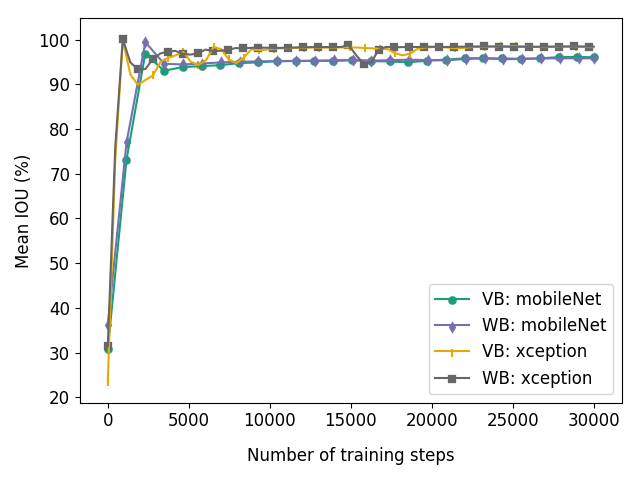 100
90
80
70
60
50
40
30
20
Mean IOU (%)
VB: mobileNet
WB: mobileNet
VB: xception
WB: xception
0 5000 10000 15000 20000 25000 30000
Number of training steps